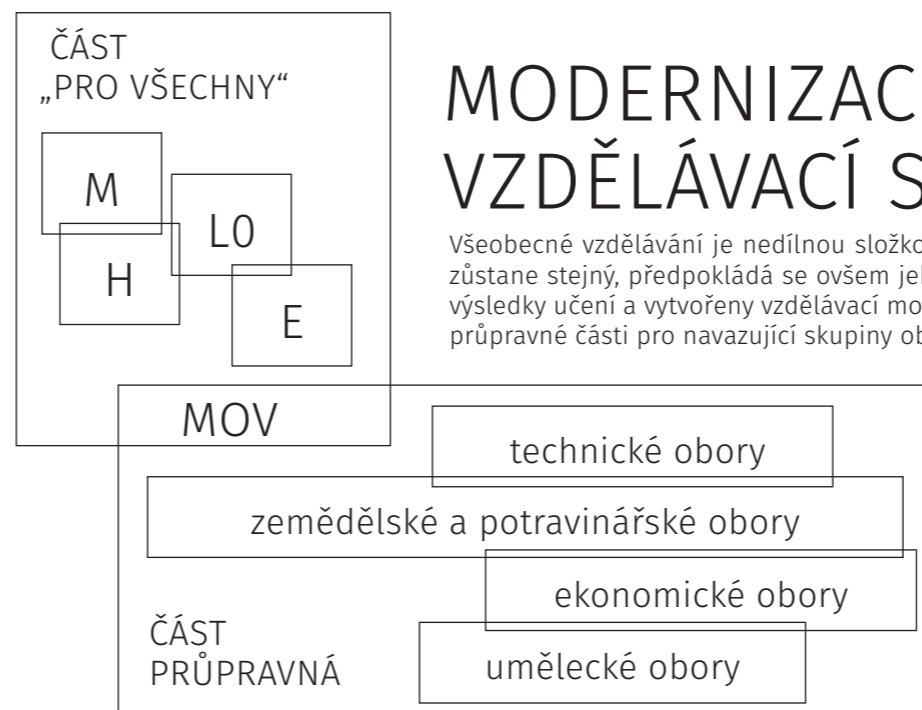 ČÁST
„PRO VŠECHNY“
M
L0
H
E
MOV
MODERNIZAC
VZDĚLÁVACÍ S
Všeobecné vzdělávání je nedílnou složko
zůstane stejný, předpokládá se ovšem jeh
výsledky učení a vytvořeny vzdělávací mo
průpravné části pro navazující skupiny ob
technické obory
zemědělské a potravinářské obory
ekonomické obory
umělecké obory
ČÁST
PRŮPRAVNÁ